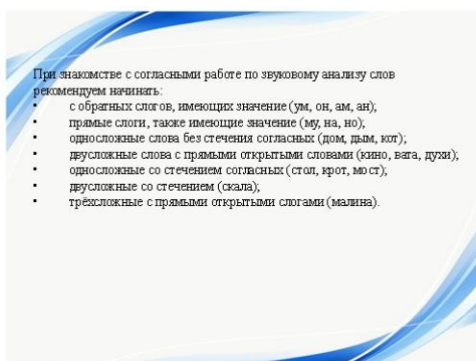 При знакомстве с согласными работе по звуковому анализу слов
рекомендуем начинать:
• с обратных слогов, имеющих значение (ум, он, ам, ан);
• прямые слоги, также имеющие значение (му, на, но);
• односложные слова без стечения согласных (дом, дым, кот);
• двусложные слова с прямыми открытыми словами (кино, вата, духи);
• односложные со стечением согласных (стол, крот, мост);
• двусложные со стечением (скала);
• трёхсложные с прямыми открытыми слогами (малина).